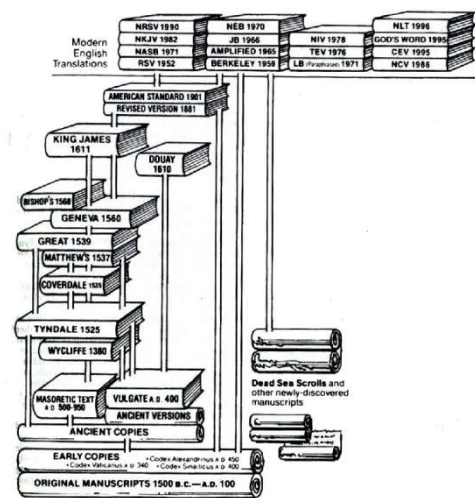 Modern
English
Translations
NRSV 1990
NKJV 1982
NASB 1971
RSV 1952
NEB 1970
JB 1966
AMPLIFIED 1965
BERKELEY 1959
NIV 1978
TEV 1976
LB (Paraphrased) 1971
NLT 1996
GOD'S WORD 1995
CEV 1995
NCV 1986
AMERICAN STANDARD 1901
REVISED VERSION 1881
KING JAMES
1611
DOUAY
1610
BISHOP'S 1568
GENEVA 1560
GREAT 1539
MATTHEW'S 1537
COVERDALE 1535
TYNDALE 1525
WYCLIFFE 1380
MASORETIC TEXT
A.D. 500-950
VULGATE A.D. 400
ANCIENT VERSIONS
ANCIENT COPIES
Dead Sea Scrolls and
other newly-discovered
manuscripts
EARLY COPIES
•Codex Alexandrinus A.D. 450
•Codex Vaticanus A.D. 340 •Codex Sinaiticus A.D. 400
ORIGINAL MANUSCRIPTS 1500 B.C.—A.D. 100